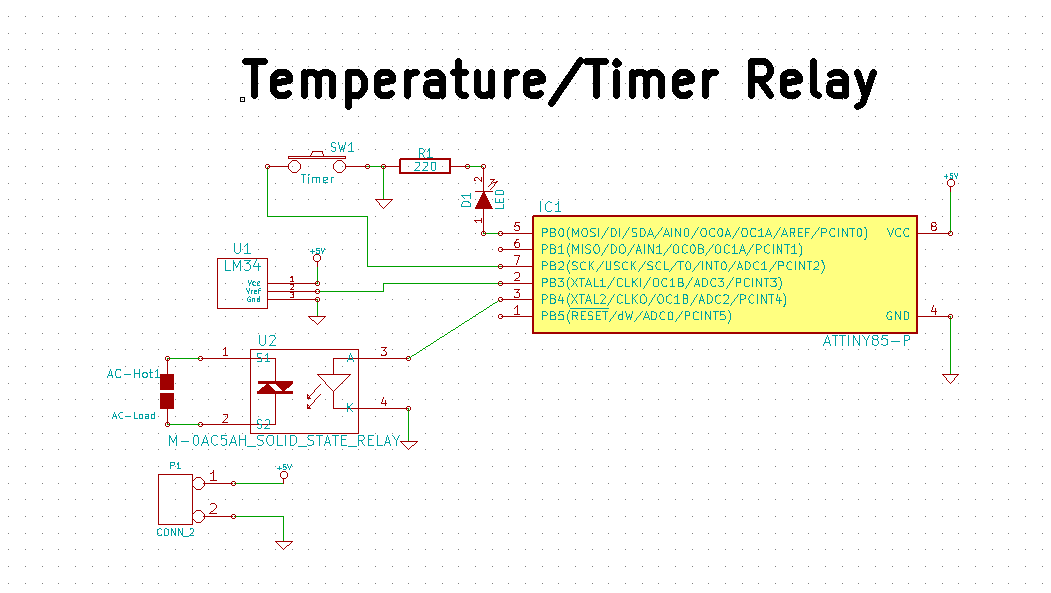 Temperature/Timer Relay
SW1
Timer
R1
220
D1
LED
2
1
+5V
IC1
5 PB0(MOSI/DI/SDA/AIN0/OC0A/OC1A/AREF/PCINT0) VCC 8
6 PB1(MISO/DO/AIN1/OC0B/OC1A/PCINT1)
7 PB2(SCK/USCK/SCL/T0/INT0/ADC1/PCINT2)
2 PB3(XTAL1/CLKI/OC1B/ADC3/PCINT3)
3 PB4(XTAL2/CLKO/OC1B/ADC2/PCINT4)
1 PB5(RESET/dW/ADC0/PCINT5) GND 4
ATTINY85-P
U1
LM34
+5V
Vcc 1
Vref 2
Gnd 3
U2
1 S1 A 3
2 S2 K 4
AC-Hot1
AC-Load
M-OAC5AH_SOLID_STATE_RELAY
P1
1
2
+5V
CONN_2